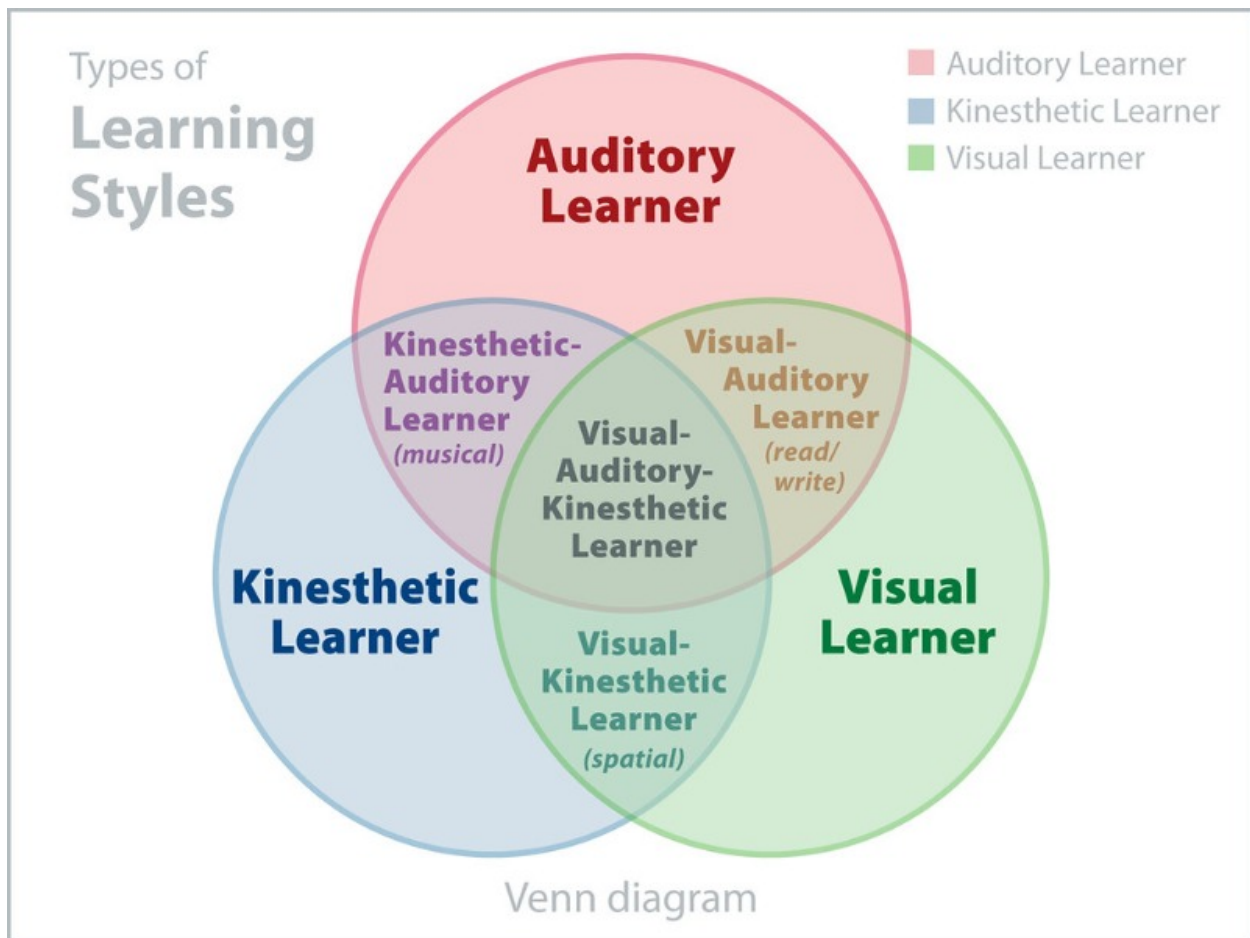 Types of
Learning
Styles
Auditory Learner
Kinesthetic Learner
Visual Learner
Auditory
Learner
Kinesthetic-
Auditory
Learner
(musical)
Visual-
Auditory
Learner
(read/
write)
Visual-
Auditory-
Kinesthetic
Learner
Kinesthetic
Learner
Visual
Learner
Visual-
Kinesthetic
Learner
(spatial)
Venn diagram